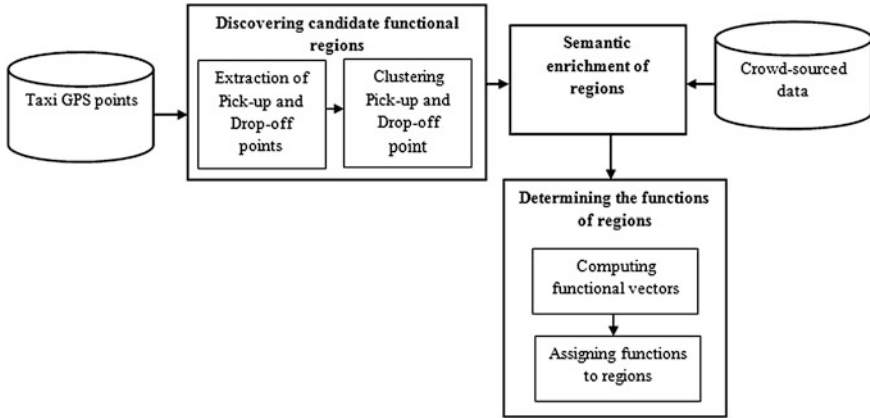 Taxi GPS points
Discovering candidate functional
regions
Extraction of
Pick-up and
Drop-off
points
Clustering
Pick-up and
Drop-off
point
Semantic
enrichment of
regions
Crowd-sourced
data
Determining the functions
of regions
Computing
functional vectors
Assigning functions
to regions